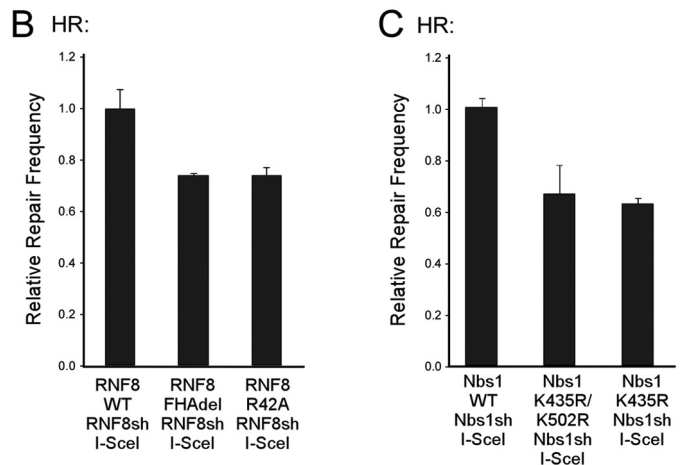 B HR:
Relative Repair Frequency
1.2
1.0
0.8
0.6
0.4
0.2
0.0
RNF8 RNF8 RNF8
WT FHAdel R42A
RNF8sh RNF8sh RNF8sh
I-SceI I-SceI I-SceI
C HR:
Relative Repair Frequency
1.2
1.0
0.8
0.6
0.4
0.2
0.0
Nbs1 Nbs1 Nbs1
WT K435R/ K435R
Nbs1sh K502R Nbs1sh
I-SceI Nbs1sh I-SceI
I-SceI